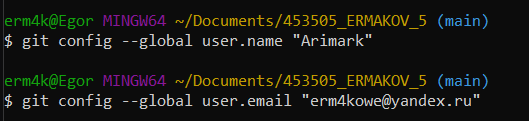 erm4k@Egor MINGW64 ~/Documents/453505_ERMAKOV_5 (main)
$ git config --global user.name "Arimark"
erm4k@Egor MINGW64 ~/Documents/453505_ERMAKOV_5 (main)
$ git config --global user.email "erm4kowe@yandex.ru"